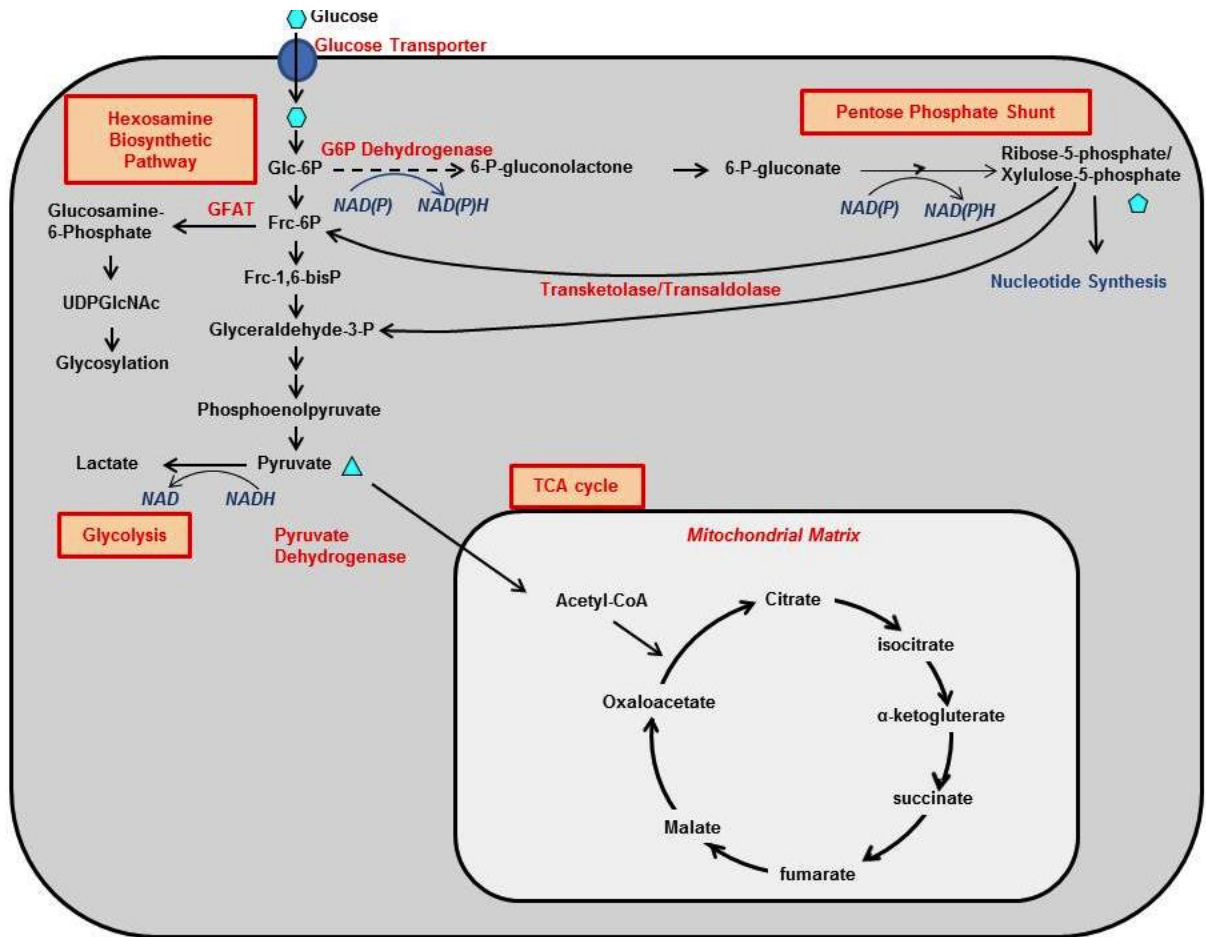 Glucose
Glucose Transporter
Hexosamine
Biosynthetic
Pathway
Pentose Phosphate Shunt
G6P Dehydrogenase
Glc-6P
6-P-gluconolactone
6-P-gluconate
Ribose-5-phosphate/
Xylulose-5-phosphate
NAD(P)
NAD(P)H
NAD(P)
NAD(P)H
Glucosamine-
6-Phosphate
GFAT
Frc-6P
Frc-1,6-bisP
Transketolase/Transaldolase
Nucleotide Synthesis
UDPGlcNAc
Glyceraldehyde-3-P
Glycosylation
Phosphoenolpyruvate
Lactate
Pyruvate
NAD
NADH
TCA cycle
Glycolysis
Pyruvate
Dehydrogenase
Mitochondrial Matrix
Acetyl-CoA
Citrate
isocitrate
Oxaloacetate
α-ketogluterate
succinate
Malate
fumarate